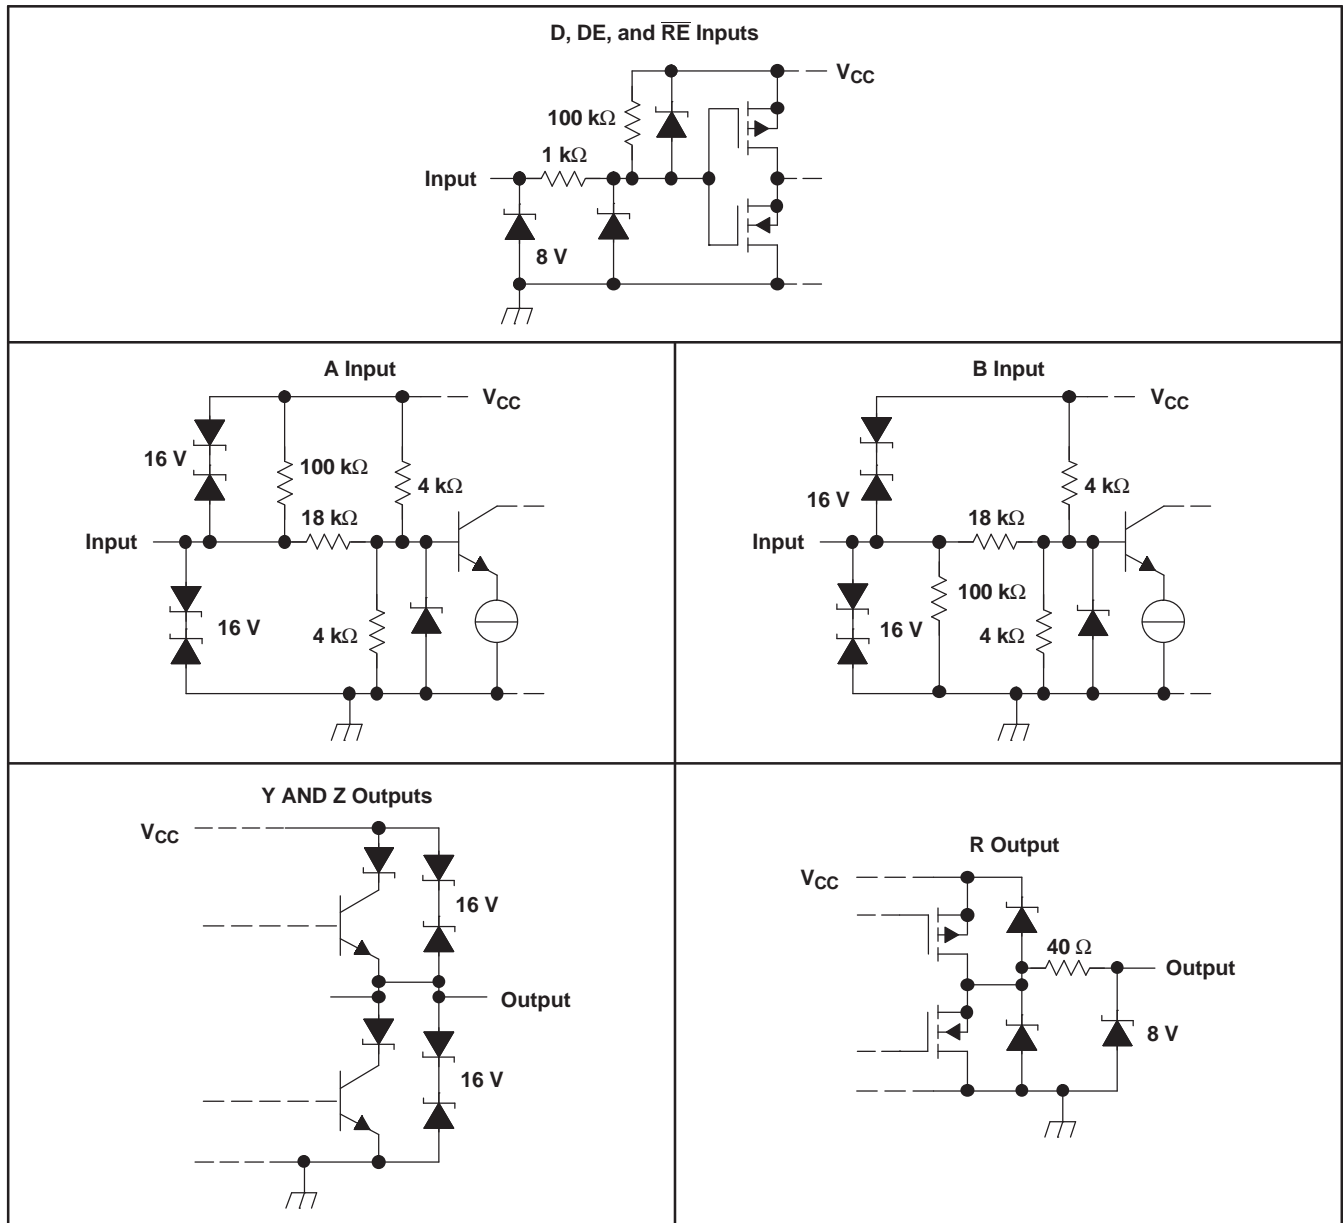 D, DE, and R̅E̅ Inputs
VCC
100 kΩ
1 kΩ
Input
8 V
A Input
VCC
16 V
100 kΩ
4 kΩ
18 kΩ
Input
16 V
4 kΩ
B Input
VCC
16 V
4 kΩ
18 kΩ
Input
100 kΩ
16 V
4 kΩ
Y AND Z Outputs
VCC
16 V
Output
16 V
R Output
VCC
40 Ω
Output
8 V